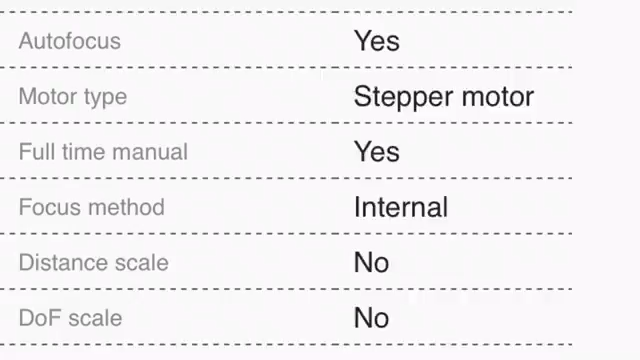 Autofocus Yes
Motor type Stepper motor
Full time manual Yes
Focus method Internal
Distance scale No
DoF scale No